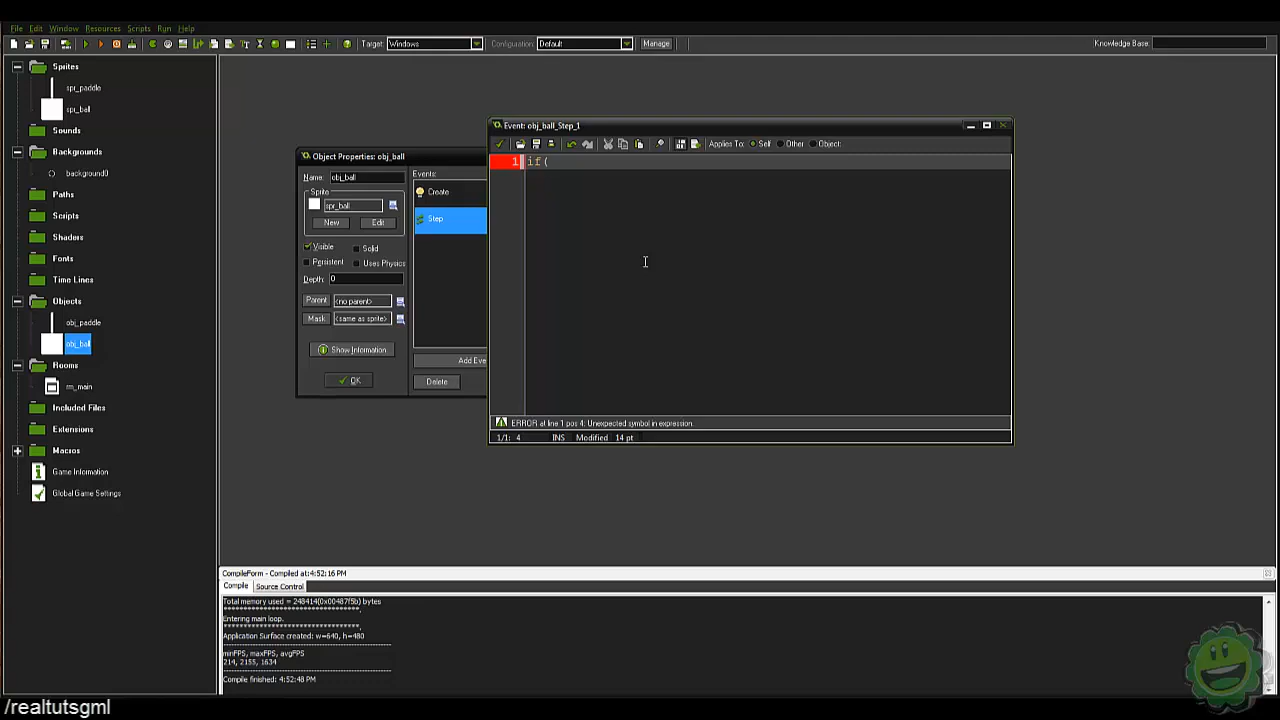 File Edit Window Resources Scripts Run Help
Target: Windows Configuration: Default Manage Knowledge Base:
Sprites
spr_paddle
spr_ball
Sounds
Backgrounds
background0
Paths
Scripts
Shaders
Fonts
Time Lines
Objects
obj_paddle
obj_ball
Rooms
rm_main
Included Files
Extensions
Macros
Game Information
Global Game Settings
Object Properties: obj_ball
Name: obj_ball
Sprite
spr_ball
New Edit
Visible Solid
Persistent Uses Physics
Depth: 0
Parent <no parent>
Mask <same as sprite>
Show Information
OK
Events:
Create
Step
Add Eve
Delete
Event: obj_ball_Step_1
Applies To: Self Other Object:
1 if(
ERROR at line 1 pos 4: Unexpected symbol in expression.
1/1: 4 INS Modified 14 pt
CompileForm - Compiled at:4:52:16 PM
Compile Source Control
Total memory used = 248414(0x00487f5b) bytes
**********************************.
Entering main loop.
**********************************.
Application Surface created: w=640, h=480
minFPS, maxFPS, avgFPS
214, 2155, 1634
Compile finished: 4:52:48 PM
/realtutsgml